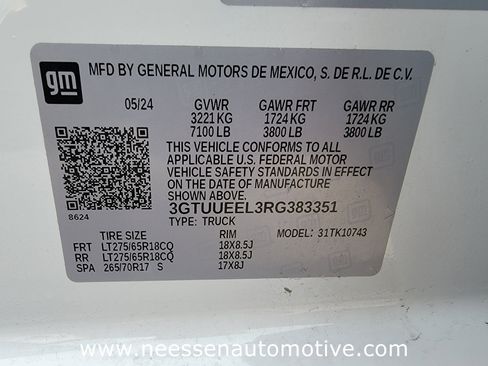 gm
MFD BY GENERAL MOTORS DE MEXICO, S. DE R.L. DE C.V.
05/24 GVWR GAWR FRT GAWR RR
3221 KG 1724 KG 1724 KG
7100 LB 3800 LB 3800 LB
THIS VEHICLE CONFORMS TO ALL
APPLICABLE U.S. FEDERAL MOTOR
VEHICLE SAFETY STANDARDS IN EFFECT
ON THE DATE OF MANUFACTURE
SHOWN ABOVE.
3GTUUEEL3RG383351
8624
TYPE: TRUCK
TIRE SIZE RIM MODEL: 31TK10743
FRT LT275/65R18CQ 18X8.5J
RR LT275/65R18CQ 18X8.5J
SPA 265/70R17 S 17X8J
www.neessenautomotive.com